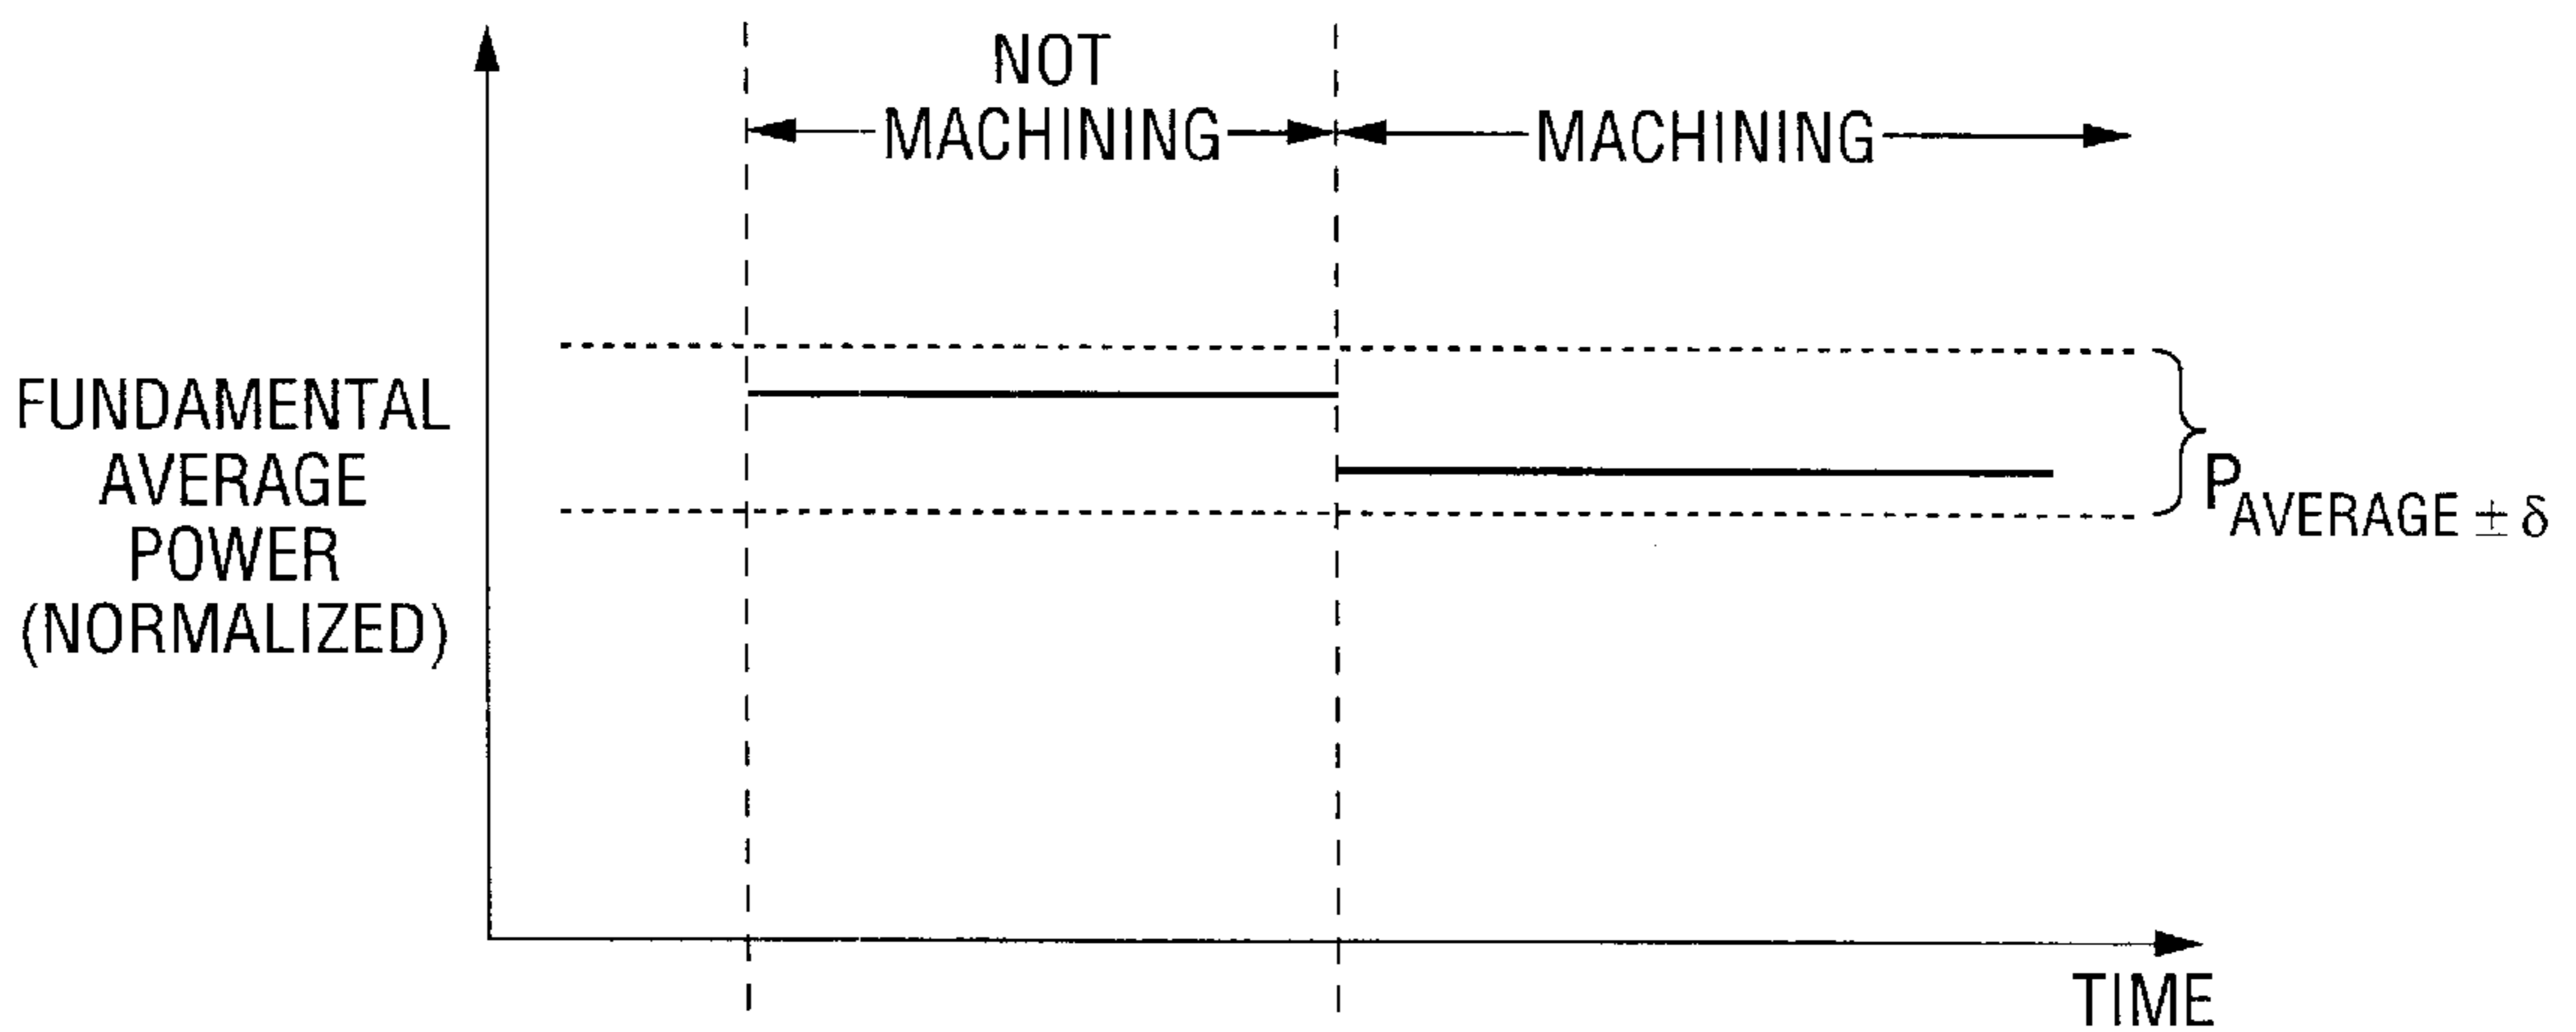 NOT
MACHINING
MACHINING
FUNDAMENTAL
AVERAGE
POWER
(NORMALIZED)
PAVERAGE ± δ
TIME